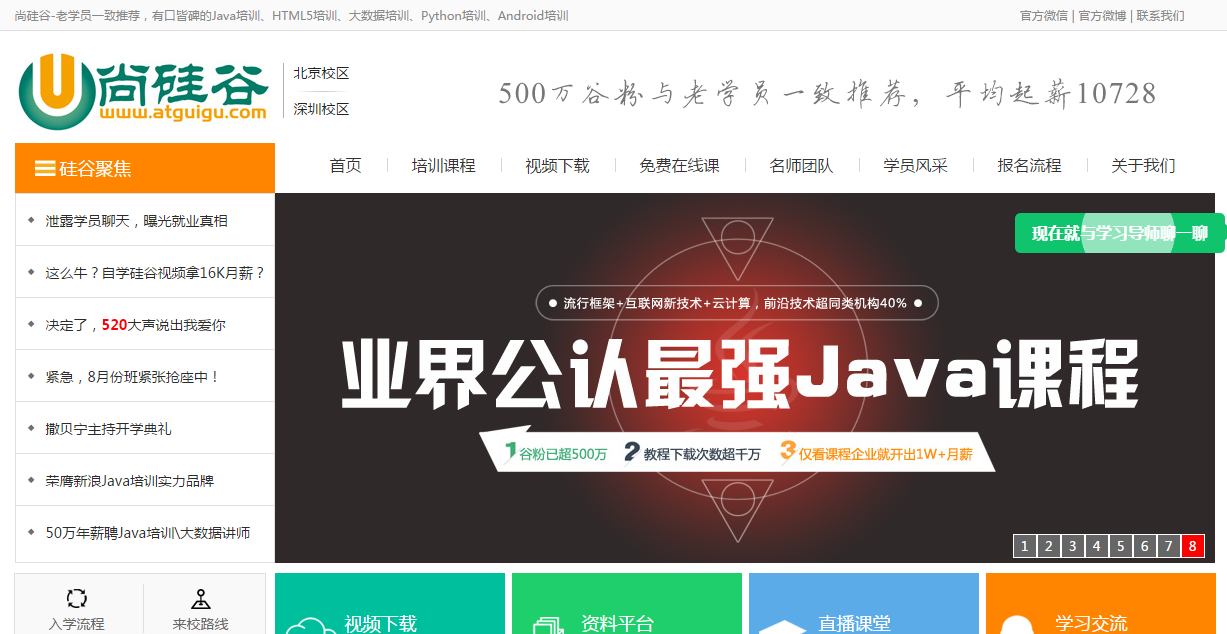 尚硅谷-老学员一致推荐，有口皆碑的Java培训、HTML5培训、大数据培训、Python培训、Android培训
官方微信 | 官方微博 | 联系我们
尚硅谷
www.atguigu.com
北京校区
深圳校区
500万谷粉与老学员一致推荐，平均起薪10728
硅谷聚焦
首页 培训课程 视频下载 免费在线课 名师团队 学员风采 报名流程 关于我们
泄露学员聊天，曝光就业真相
这么牛？自学硅谷视频拿16K月薪？
决定了，520大声说出我爱你
紧急，8月份班紧张抢座中！
撒贝宁主持开学典礼
荣膺新浪Java培训实力品牌
50万年薪聘Java培训\大数据讲师
现在就与学习导师聊一聊
流行框架+互联网新技术+云计算，前沿技术超同类机构40%
业界公认最强Java课程
1谷粉已超500万 2教程下载次数超千万 3仅看课程企业就开出1W+月薪
1 2 3 4 5 6 7 8
入学流程 来校路线
视频下载 资料平台 直播课堂 学习交流